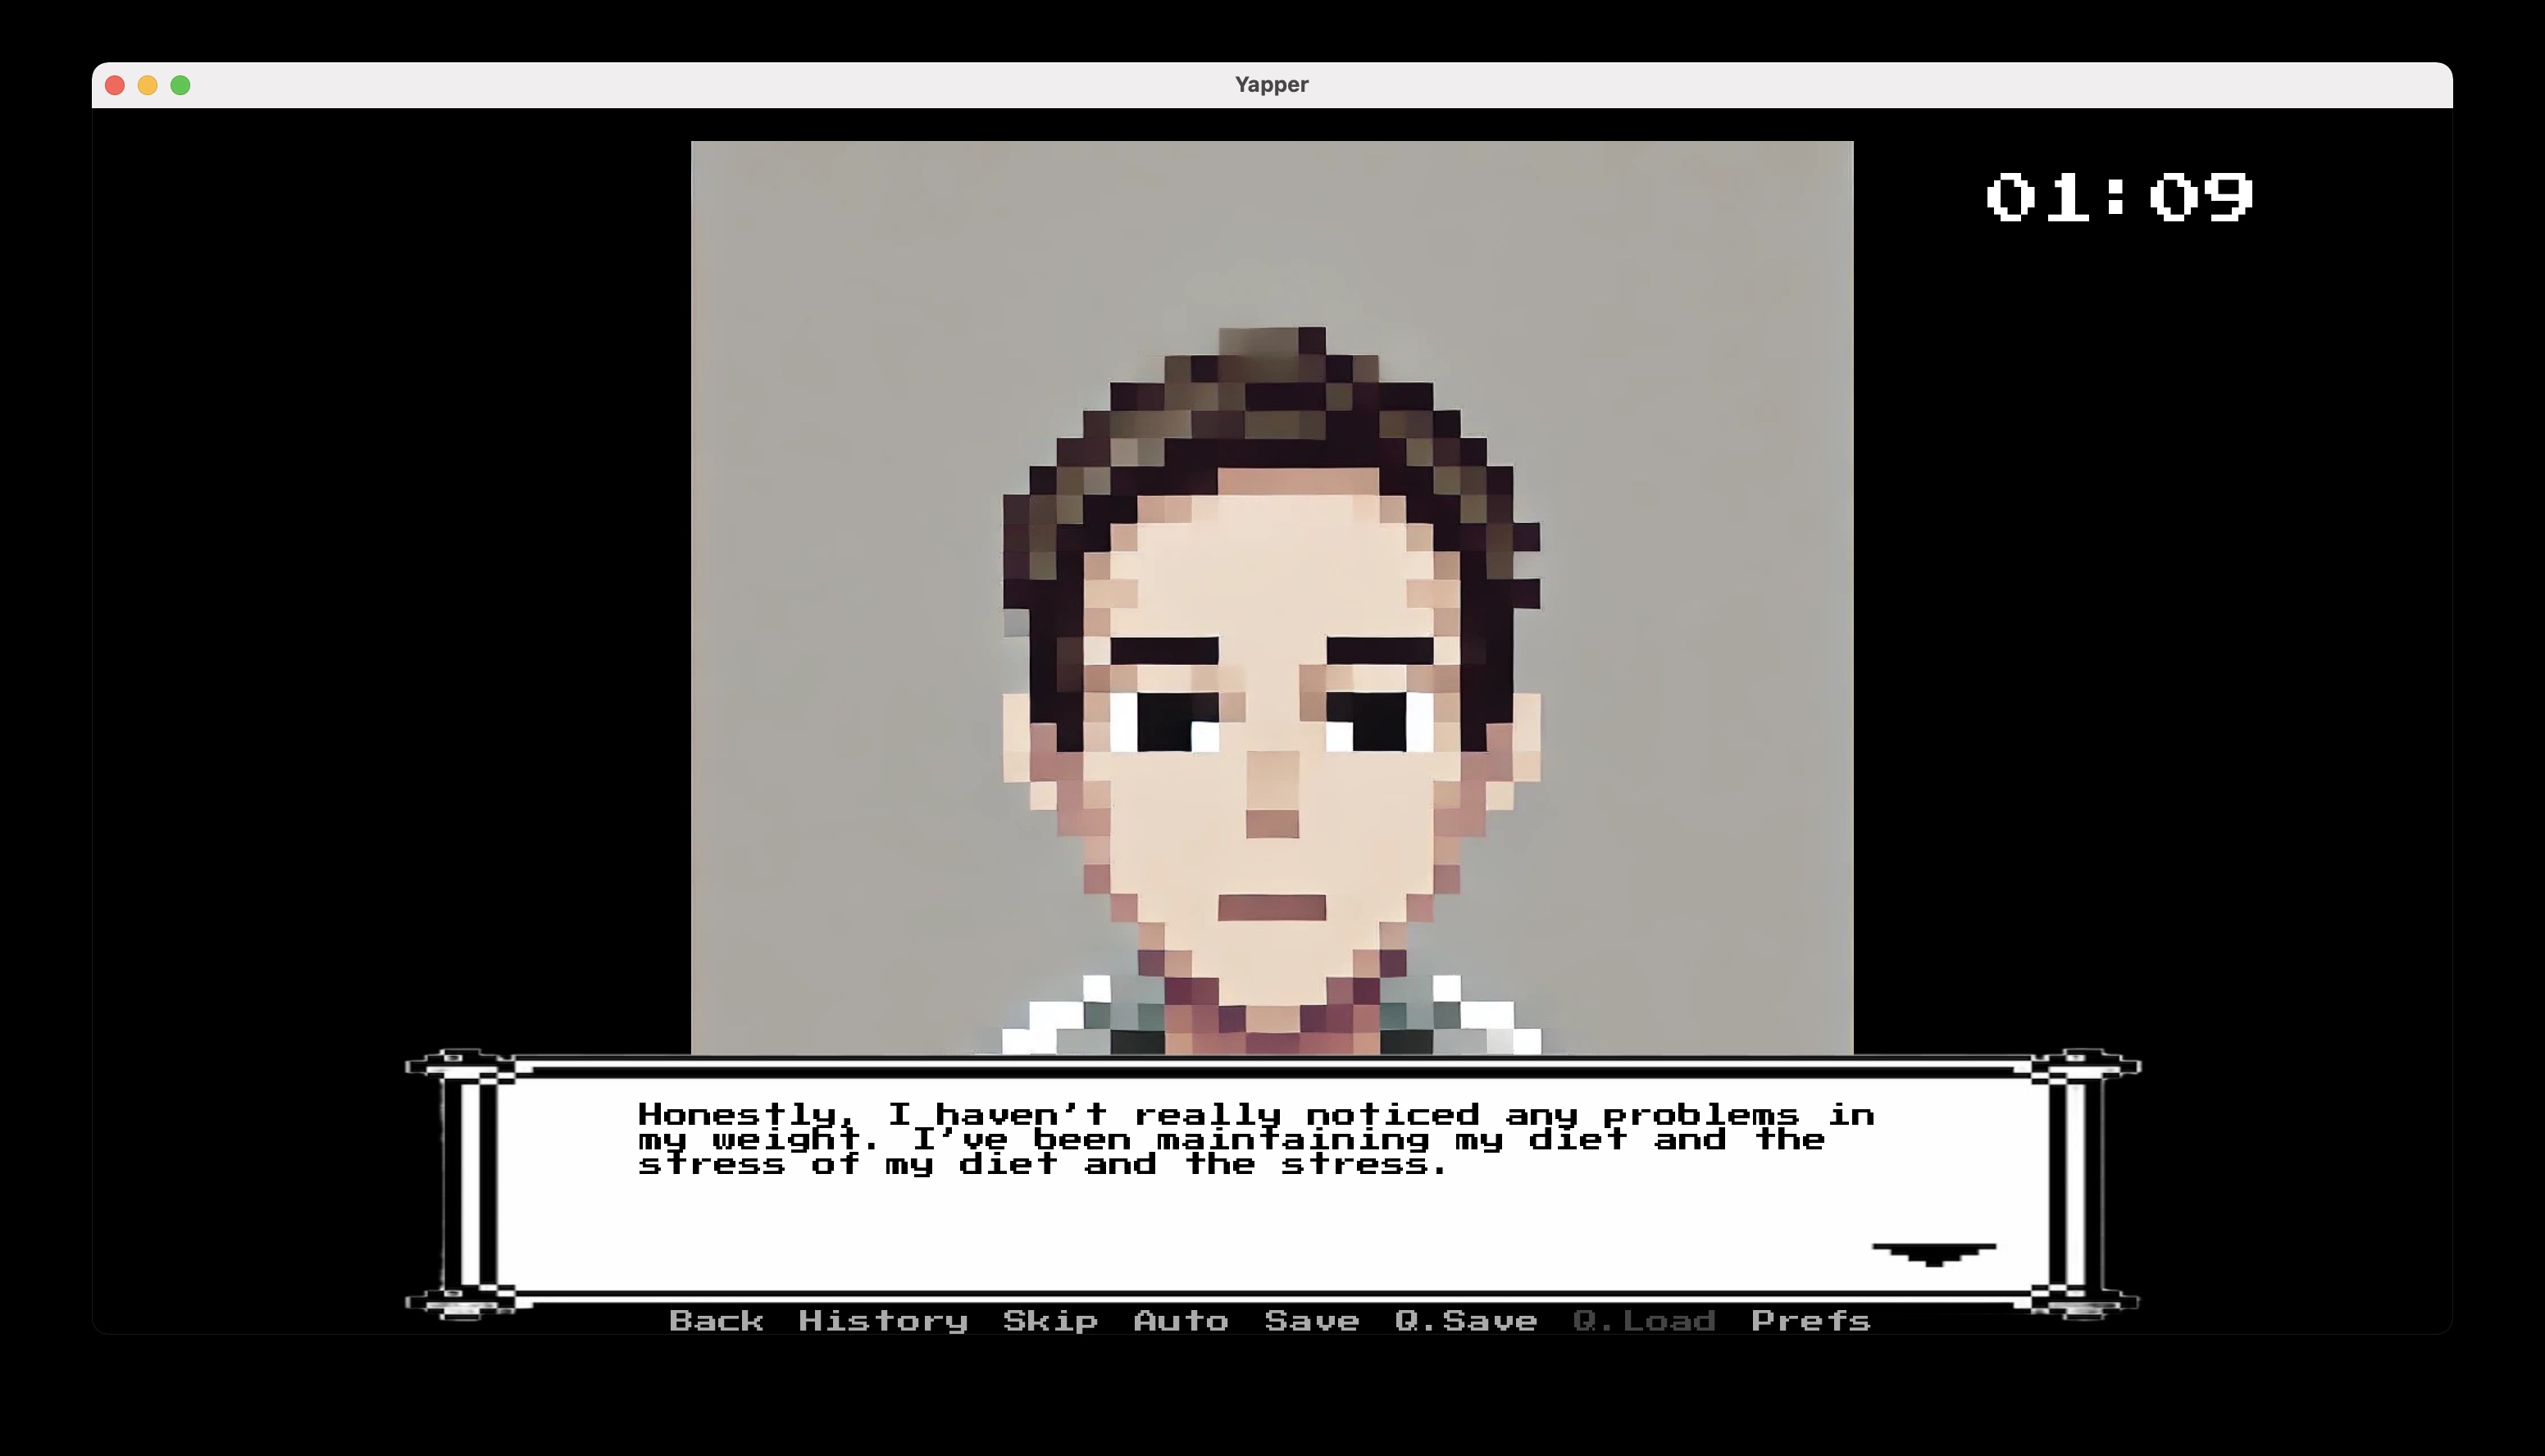 Yapper
01:09
Honestly, I haven't really noticed any problems in
my weight. I've been maintaining my diet and the
stress of my diet and the stress.
Back History Skip Auto Save Q.Save Q.Load Prefs